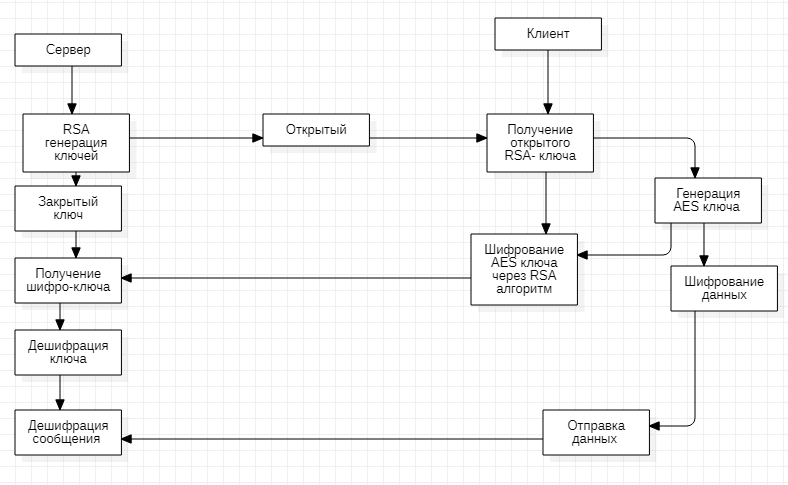 Клиент
Сервер
RSA
генерация
ключей
Открытый
Получение
открытого
RSA- ключа
Закрытый
ключ
Генерация
AES ключа
Шифрование
AES ключа
через RSA
алгоритм
Получение
шифро-ключа
Шифрование
данных
Дешифрация
ключа
Дешифрация
сообщения
Отправка
данных